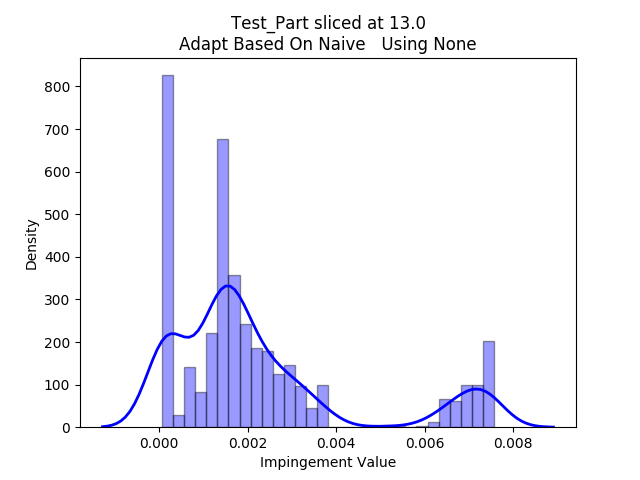 Test_Part sliced at 13.0
Adapt Based On Naive   Using None
Density
800
700
600
500
400
300
200
100
0
0.000 0.002 0.004 0.006 0.008
Impingement Value